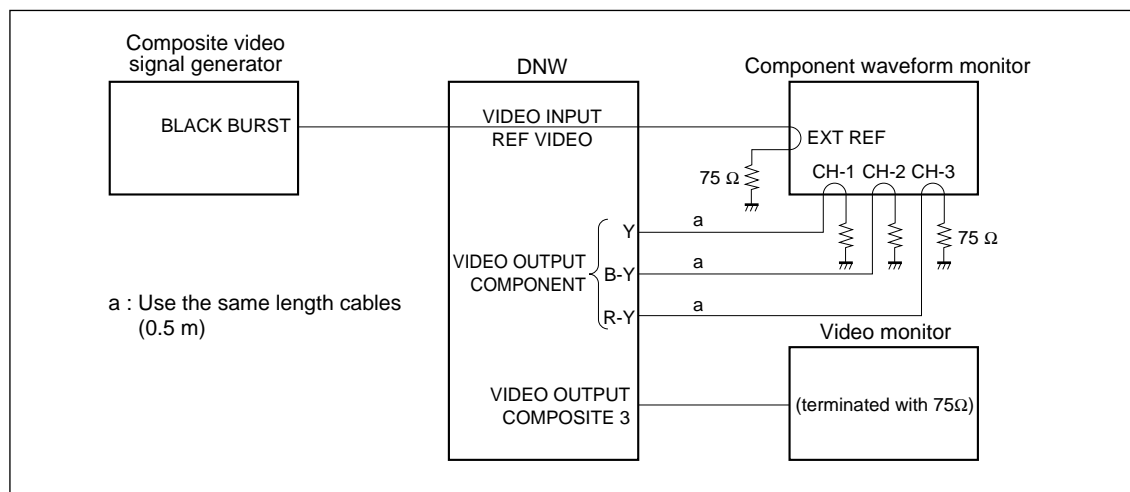 Composite video
signal generator
BLACK BURST
DNW
VIDEO INPUT
REF VIDEO
Component waveform monitor
EXT REF
75 Ω
CH-1 CH-2 CH-3
75 Ω
Y
a
VIDEO OUTPUT
COMPONENT
B-Y
a
R-Y
a
a : Use the same length cables
(0.5 m)
VIDEO OUTPUT
COMPOSITE 3
Video monitor
(terminated with 75Ω)